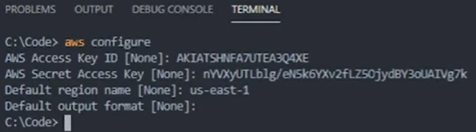 PROBLEMS OUTPUT DEBUG CONSOLE TERMINAL
C:\Code> aws configure
AWS Access Key ID [None]: AKIATSHNFA7UTEA3Q4XE
AWS Secret Access Key [None]: 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
Default region name [None]: us-east-1
Default output format [None]:
C:\Code>